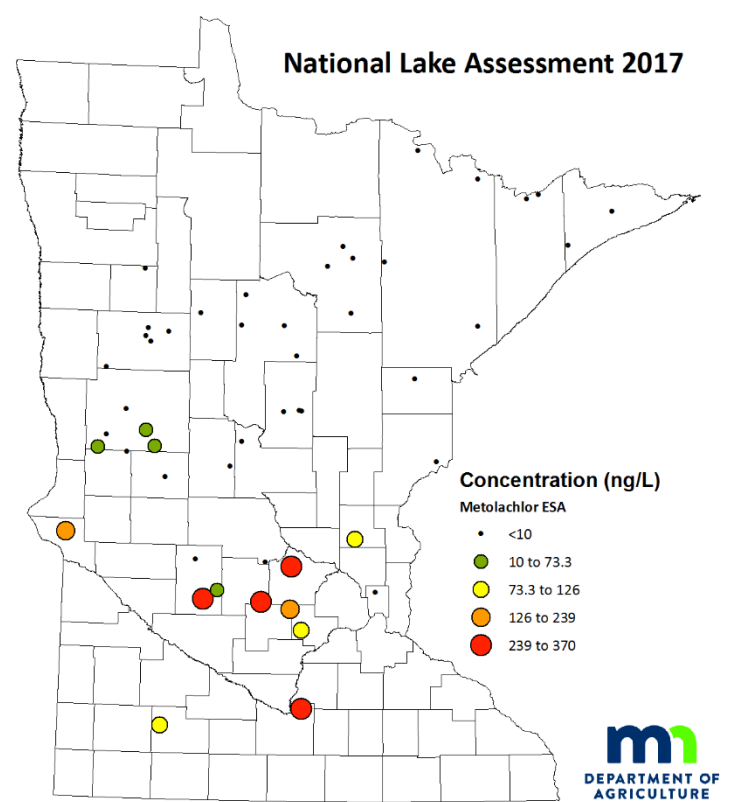 National Lake Assessment 2017
Concentration (ng/L)
Metolachlor ESA
<10
10 to 73.3
73.3 to 126
126 to 239
239 to 370
mn
DEPARTMENT OF
AGRICULTURE